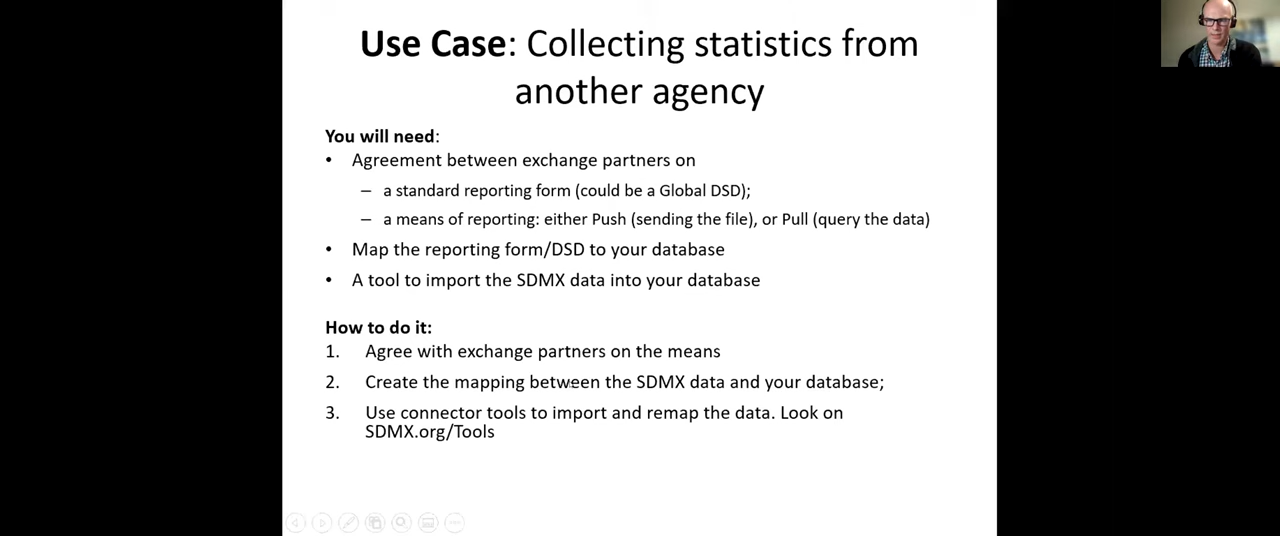 Use Case: Collecting statistics from
another agency
You will need:
• Agreement between exchange partners on
– a standard reporting form (could be a Global DSD);
– a means of reporting: either Push (sending the file), or Pull (query the data)
• Map the reporting form/DSD to your database
• A tool to import the SDMX data into your database
How to do it:
1. Agree with exchange partners on the means
2. Create the mapping between the SDMX data and your database;
3. Use connector tools to import and remap the data. Look on
SDMX.org/Tools